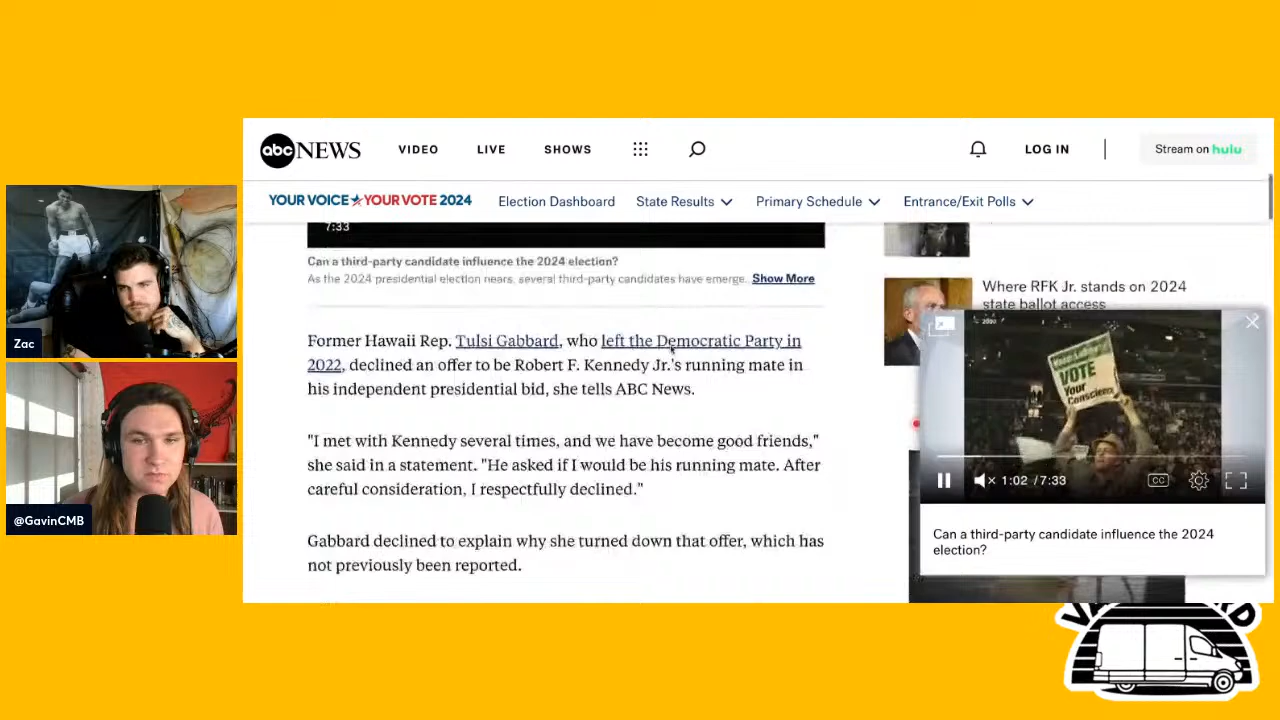 abc NEWS
VIDEO
LIVE
SHOWS
LOG IN
Stream on hulu
YOUR VOICE YOUR VOTE 2024
Election Dashboard
State Results
Primary Schedule
Entrance/Exit Polls
7:33
Can a third-party candidate influence the 2024 election?
As the 2024 presidential election nears, several third-party candidates have emerge.. Show More
Former Hawaii Rep. Tulsi Gabbard, who left the Democratic Party in
2022, declined an offer to be Robert F. Kennedy Jr.'s running mate in
his independent presidential bid, she tells ABC News.
"I met with Kennedy several times, and we have become good friends,"
she said in a statement. "He asked if I would be his running mate. After
careful consideration, I respectfully declined."
Gabbard declined to explain why she turned down that offer, which has
not previously been reported.
Where RFK Jr. stands on 2024
state ballot access
VOTE
Your
Conscience
1:02 / 7:33
CC
Can a third-party candidate influence the 2024
election?
Zac
@GavinCMB